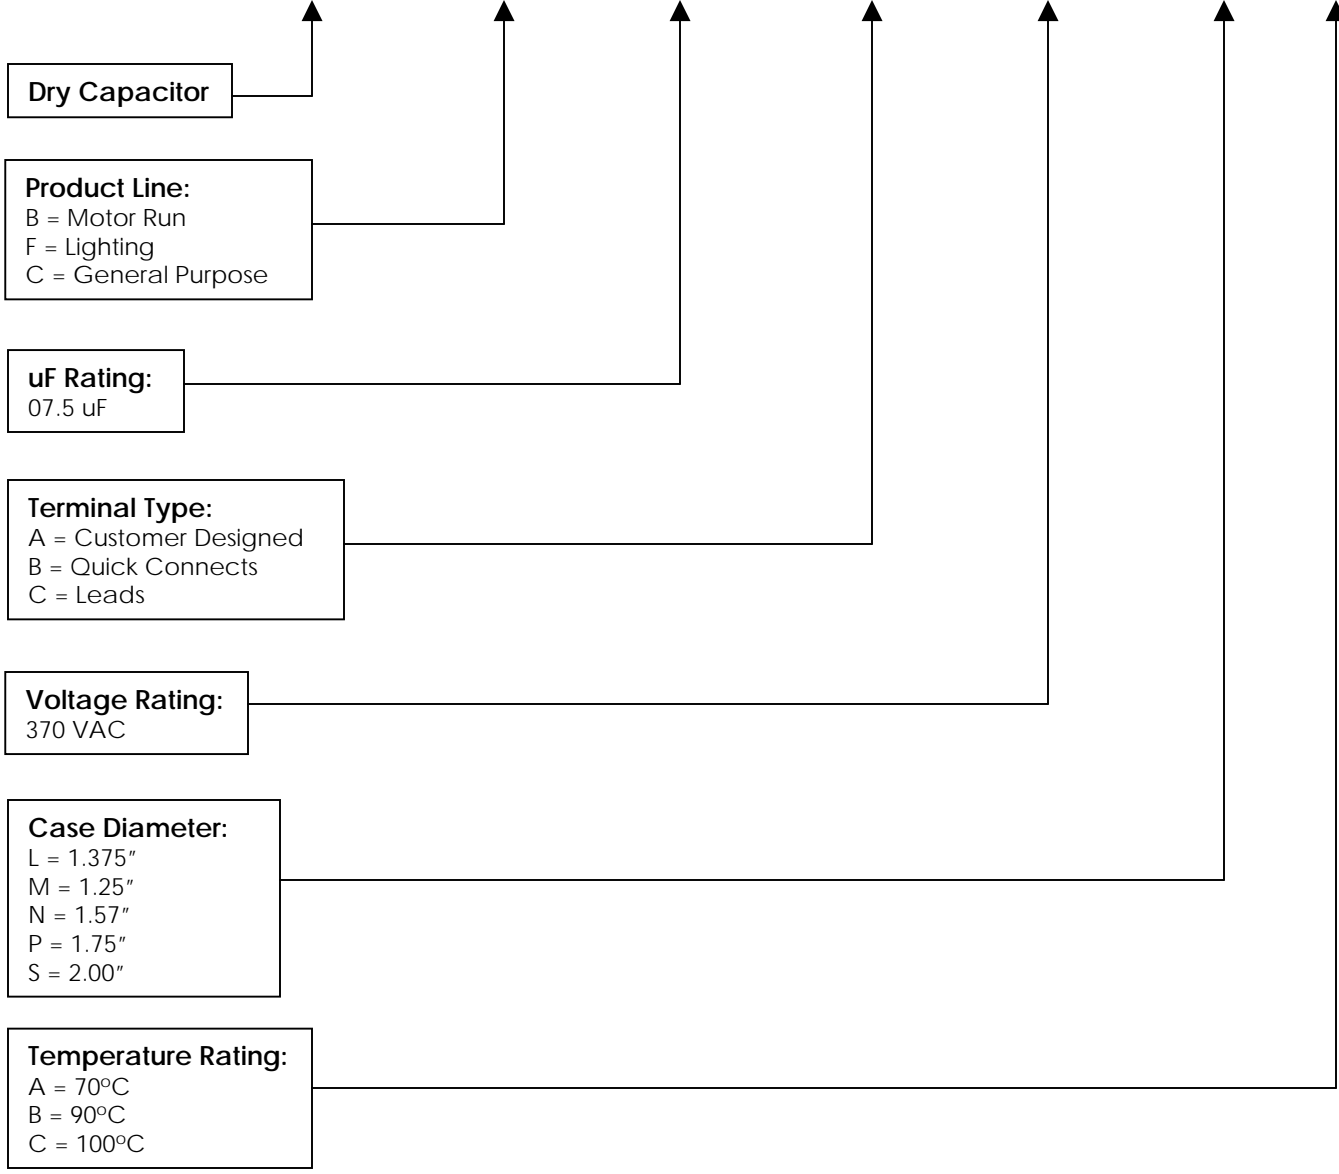 Dry Capacitor
Product Line:
B = Motor Run
F = Lighting
C = General Purpose
uF Rating:
07.5 uF
Terminal Type:
A = Customer Designed
B = Quick Connects
C = Leads
Voltage Rating:
370 VAC
Case Diameter:
L = 1.375”
M = 1.25”
N = 1.57”
P = 1.75”
S = 2.00”
Temperature Rating:
A = 70ºC
B = 90ºC
C = 100ºC